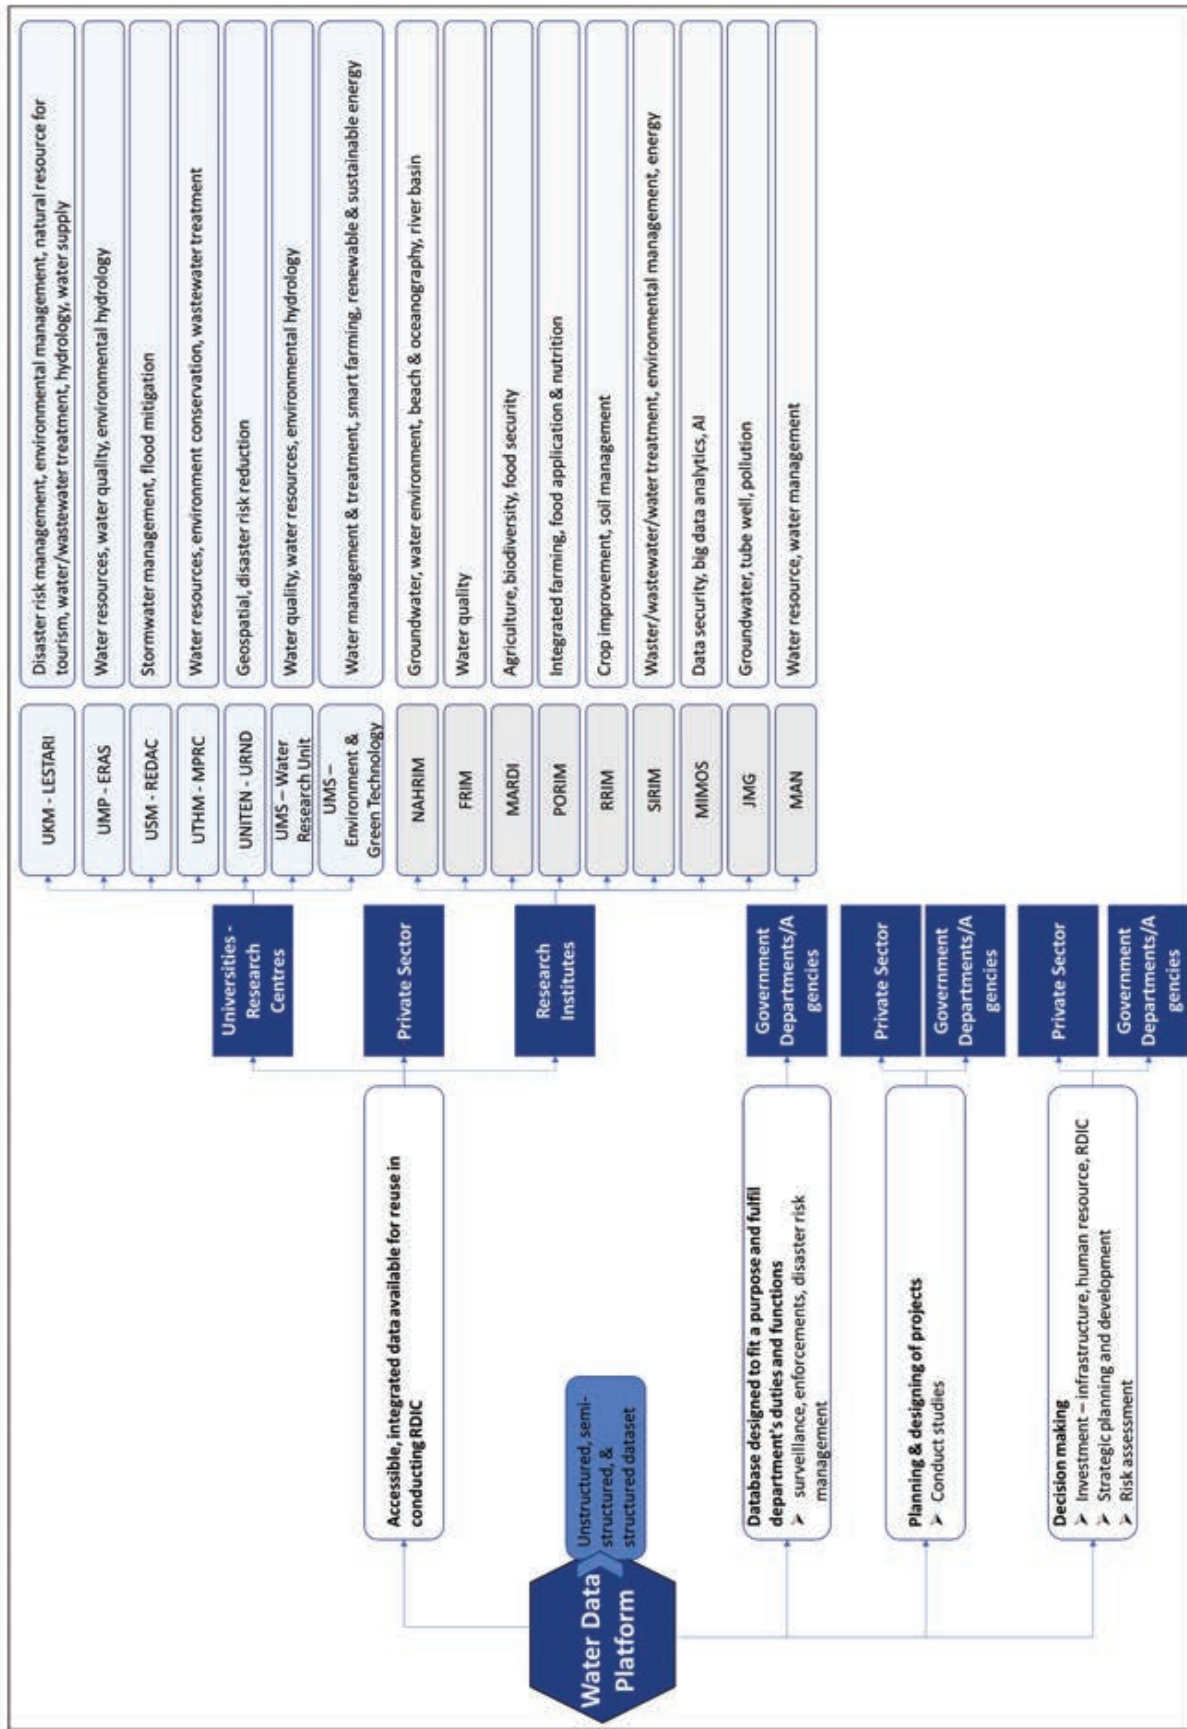 Water Data
Platform
Unstructured, semi-
structured, &
structured dataset
Accessible, integrated data available for reuse in
conducting RDIC
Universities -
Research
Centres
UKM - LESTARI
Disaster risk management, environmental management, natural resource for
tourism, water/wastewater treatment, hydrology, water supply
UMP - ERAS
Water resources, water quality, environmental hydrology
USM - REDAC
Stormwater management, flood mitigation
UTHM - MPRC
Water resources, environment conservation, wastewater treatment
UNITEN - URND
Geospatial, disaster risk reduction
UMS – Water
Research Unit
Water quality, water resources, environmental hydrology
UMS –
Environment &
Green Technology
Water management & treatment, smart farming, renewable & sustainable energy
Private Sector
Research
Institutes
NAHRIM
Groundwater, water environment, beach & oceanography, river basin
FRIM
Water quality
MARDI
Agriculture, biodiversity, food security
PORIM
Integrated farming, food application & nutrition
RRIM
Crop improvement, soil management
SIRIM
Waster/wastewater/water treatment, environmental management, energy
MIMOS
Data security, big data analytics, AI
JMG
Groundwater, tube well, pollution
MAN
Water resource, water management
Database designed to fit a purpose and fulfil
department's duties and functions
➤ surveillance, enforcements, disaster risk
management
Government
Departments/A
gencies
Planning & designing of projects
➤ Conduct studies
Private Sector
Government
Departments/A
gencies
Decision making
➤ Investment – infrastructure, human resource, RDIC
➤ Strategic planning and development
➤ Risk assessment
Private Sector
Government
Departments/A
gencies